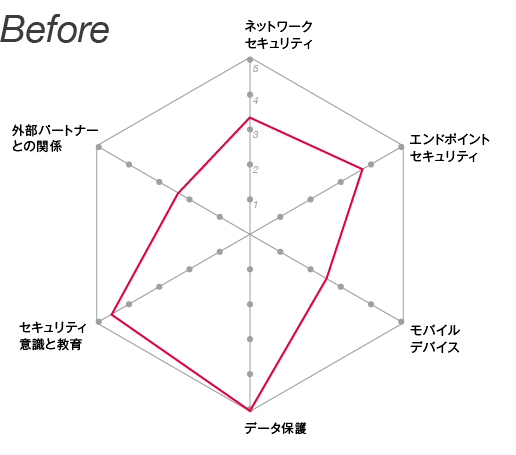 Before
ネットワーク
セキュリティ
5
4
3
2
1
外部パートナー
との関係
エンドポイント
セキュリティ
セキュリティ
意識と教育
モバイル
デバイス
データ保護